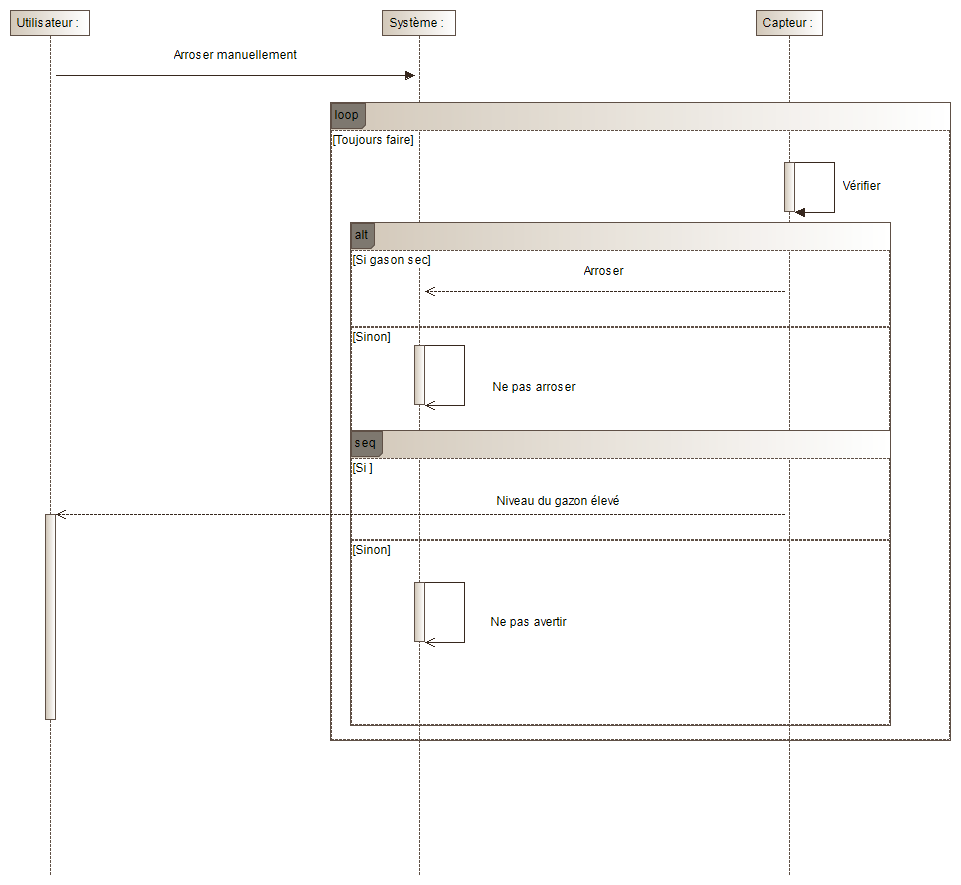 Utilisateur :
Système :
Capteur :
Arroser manuellement
loop
[Toujours faire]
Vérifier
alt
[Si gason sec]
Arroser
[Sinon]
Ne pas arroser
seq
[Si ]
Niveau du gazon élevé
[Sinon]
Ne pas avertir